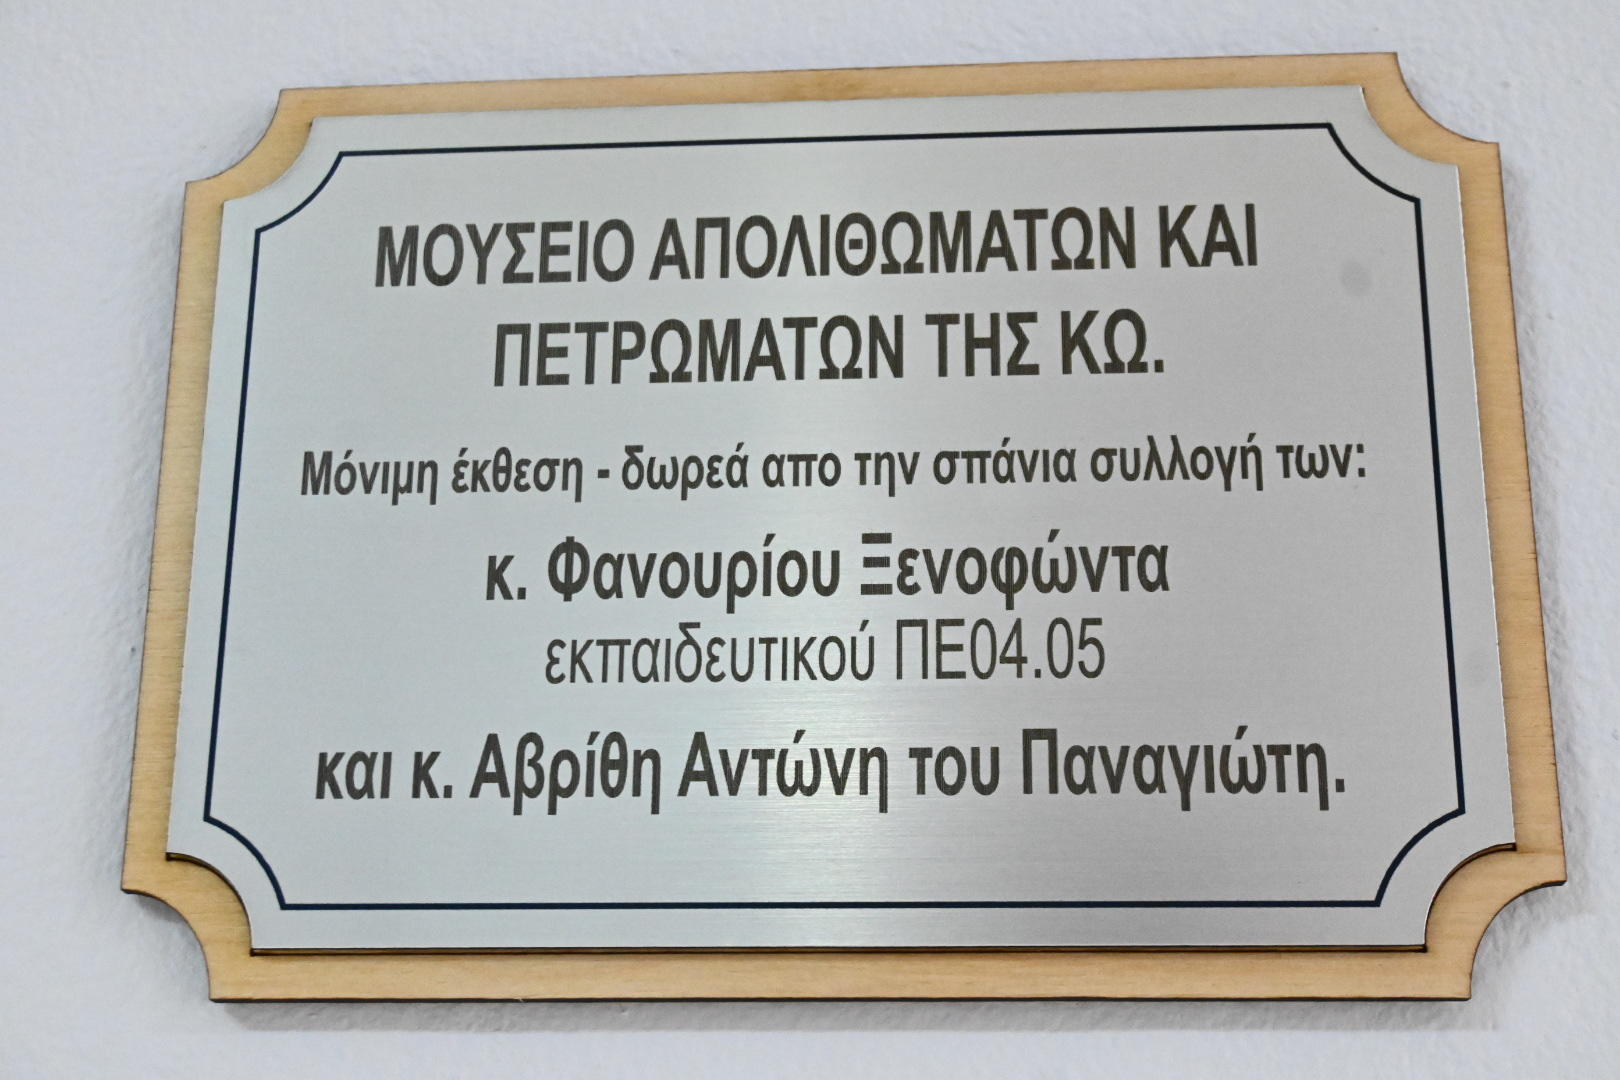 ΜΟΥΣΕΙΟ ΑΠΟΛΙΘΩΜΑΤΩΝ ΚΑΙ
ΠΕΤΡΩΜΑΤΩΝ ΤΗΣ ΚΩ.
Μόνιμη έκθεση - δωρεά απο την σπάνια συλλογή των:
κ. Φανουρίου Ξενοφώντα
εκπαιδευτικού ΠΕ04.05
και κ. Αβρίθη Αντώνη του Παναγιώτη.